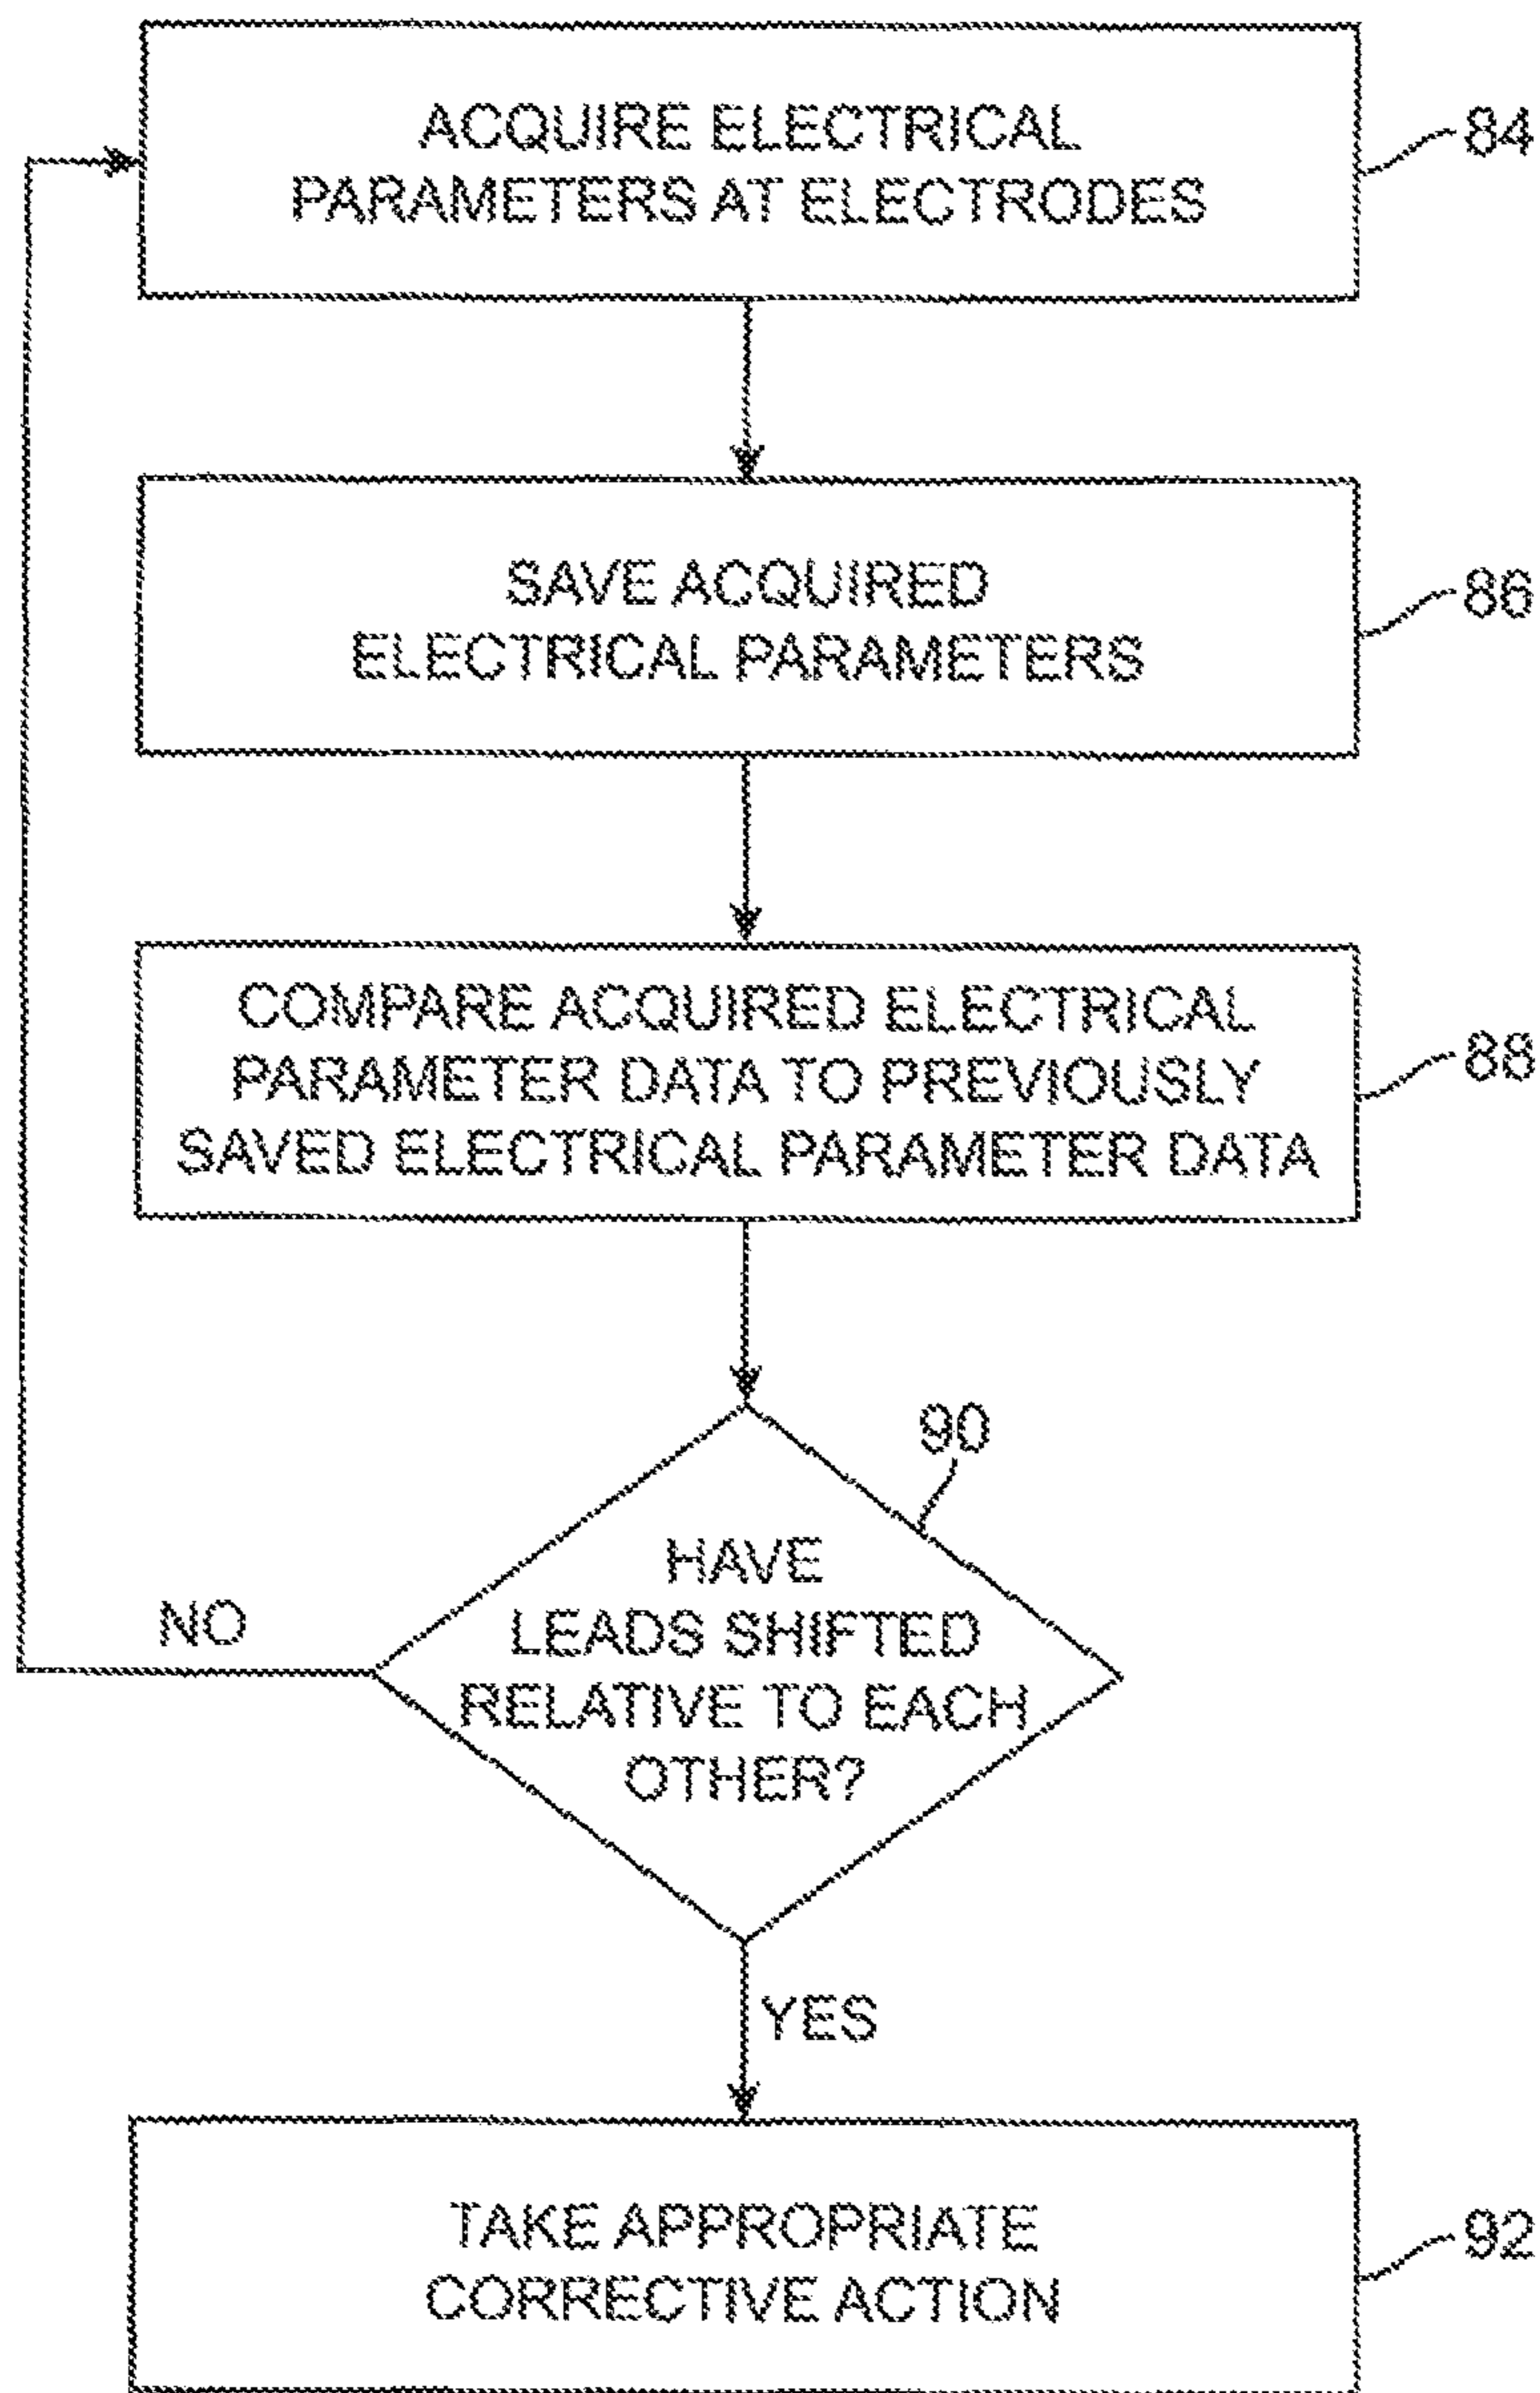 ACQUIRE ELECTRICAL
PARAMETERS AT ELECTRODES
84
SAVE ACQUIRED
ELECTRICAL PARAMETERS
86
COMPARE ACQUIRED ELECTRICAL
PARAMETER DATA TO PREVIOUSLY
SAVED ELECTRICAL PARAMETER DATA
88
90
HAVE
LEADS SHIFTED
RELATIVE TO EACH
OTHER?
NO
YES
TAKE APPROPRIATE
CORRECTIVE ACTION
92